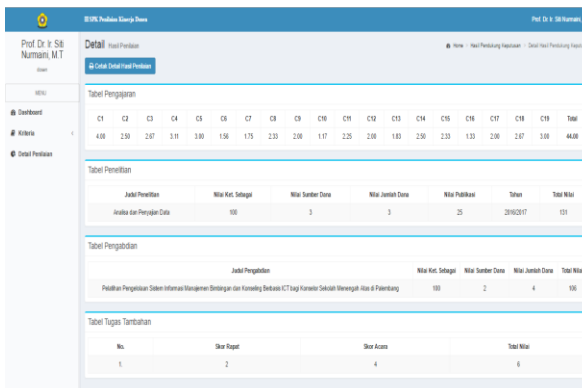 SI SPK Penilaian Kinerja Dosen
Prof. Dr. Ir. Siti Nurmaini,
Prof. Dr. Ir. Siti
Nurmaini, M.T
MENU
Dashboard
Kriteria
Detail Penilaian
Detail Hasil Penilaian
Home > Hasil Pendukung Keputusan > Detail Hasil Pendukung Keput
Cetak Detail Hasil Penilaian
Tabel Pengajaran
C1 C2 C3 C4 C5 C6 C7 C8 C9 C10 C11 C12 C13 C14 C15 C16 C17 C18 C19 Total
4.00 2.50 2.67 3.11 3.00 1.56 1.75 2.33 2.00 1.17 2.25 2.00 1.83 2.50 2.33 1.33 2.00 2.67 3.00 44.00
Tabel Penelitian
Judul Penelitian Nilai Ket. Sebagai Nilai Sumber Dana Nilai Jumlah Dana Nilai Publikasi Tahun Total Nilai
Analisa dan Penyajian Data 100 3 3 25 2016/2017 131
Tabel Pengabdian
Judul Pengabdian Nilai Ket. Sebagai Nilai Sumber Dana Nilai Jumlah Dana Total Nilai
Pelatihan Pengelolaan Sistem Informasi Manajemen Bimbingan dan Konseling Berbasis ICT bagi Konselor Sekolah Menengah Atas di Palembang 100 2 4 106
Tabel Tugas Tambahan
No. Skor Rapat Skor Acara Total Nilai
1. 2 4 6